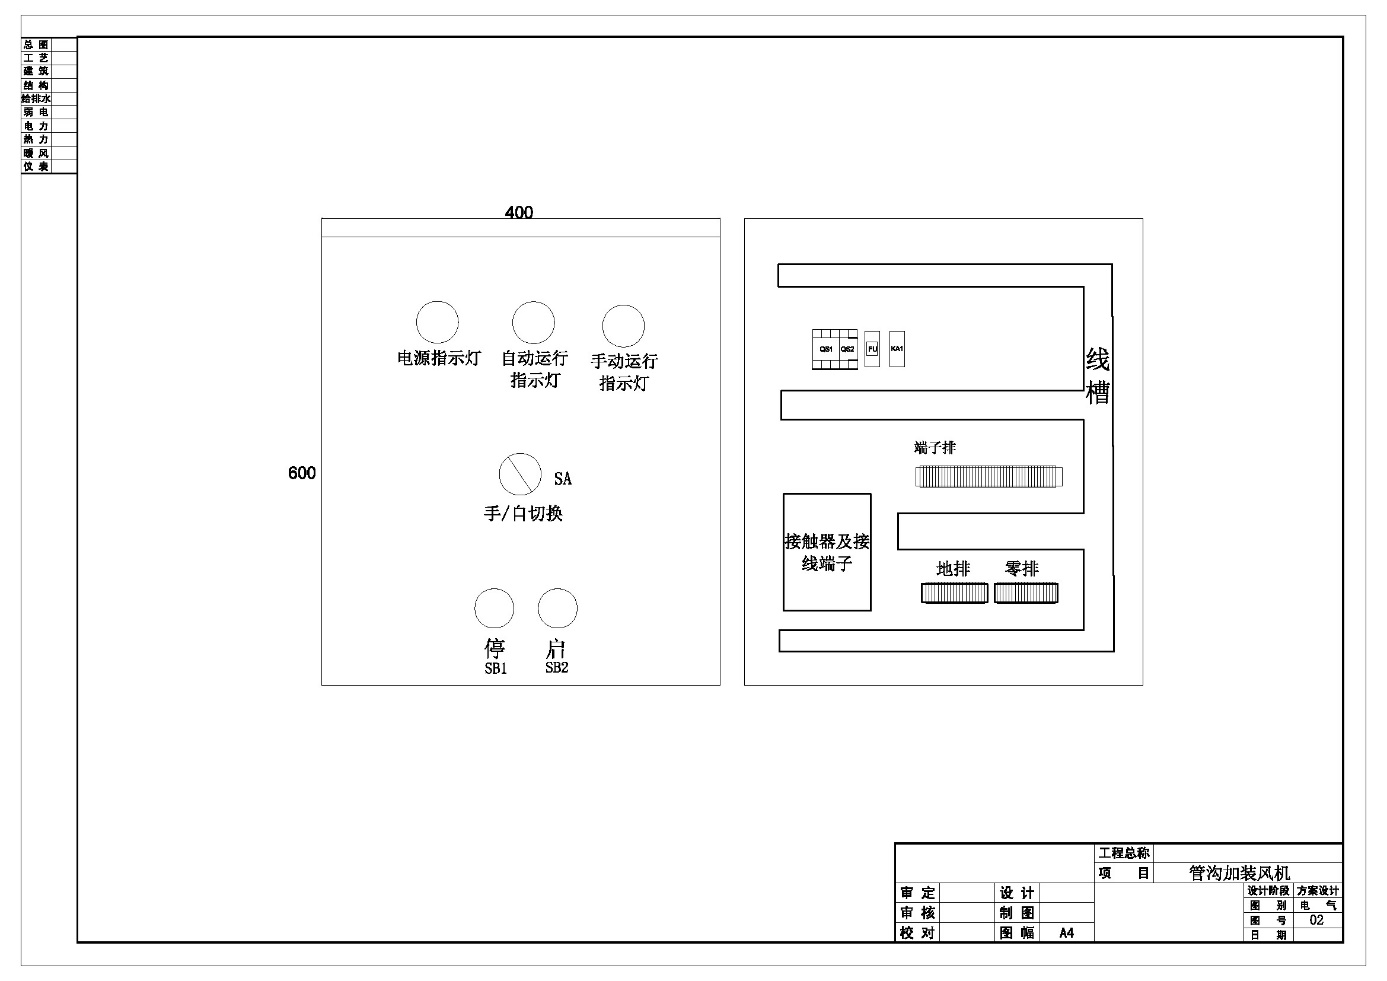 总 图
工 艺
建 筑
结 构
给排水
弱 电
电 力
热 力
暖 风
仪 表
400
600
电源指示灯
自动运行
指示灯
手动运行
指示灯
SA
手/自切换
停
SB1
启
SB2
QS1
QS2
FU
KA1
线
槽
端子排
接触器及接
线端子
地排
零排
工程总称
项 目
管沟加装风机
审 定
设 计
设计阶段
方案设计
审 核
制 图
图 别
电 气
图 号
02
校 对
图 幅
A4
日 期